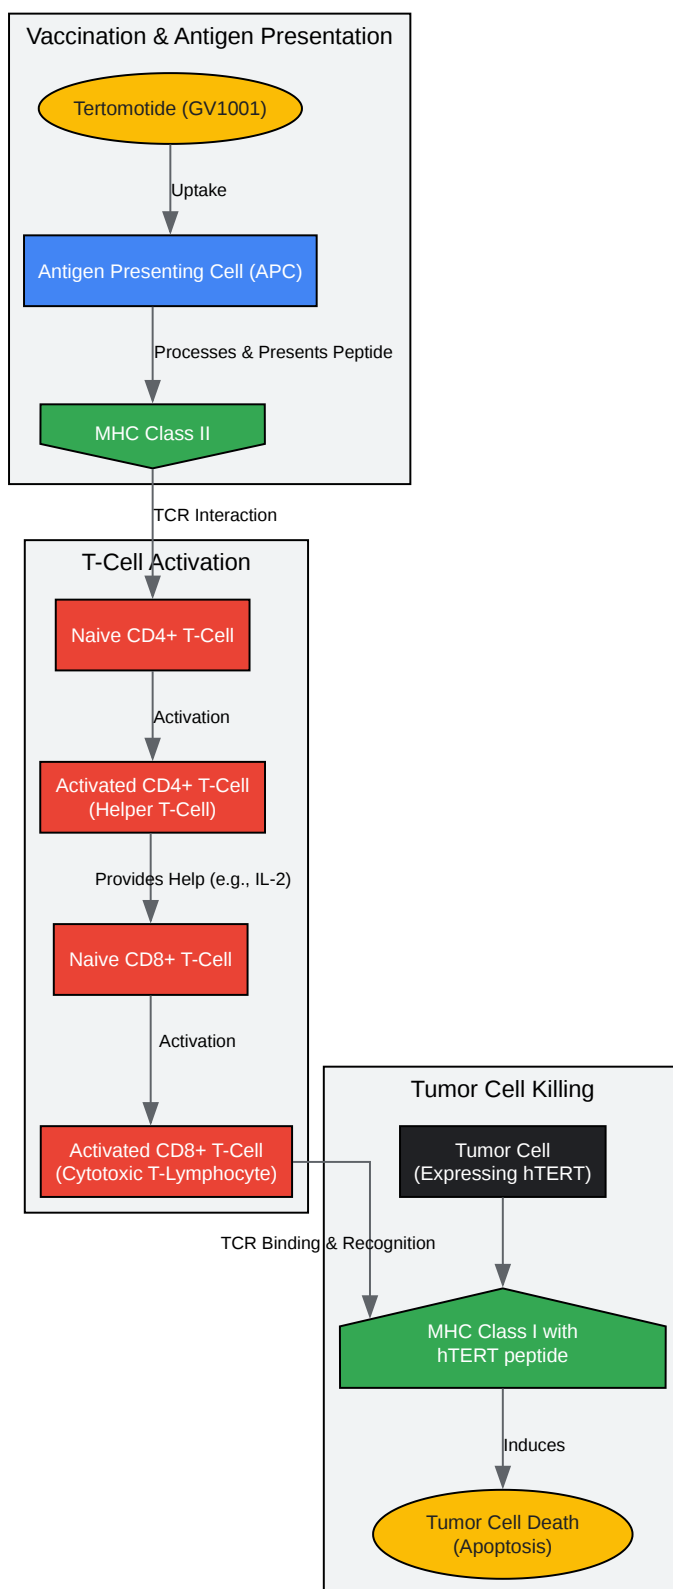 Vaccination & Antigen Presentation
Tertomotide (GV1001)
Uptake
Antigen Presenting Cell (APC)
Processes & Presents Peptide
MHC Class II
TCR Interaction
T-Cell Activation
Naive CD4+ T-Cell
Activation
Activated CD4+ T-Cell
(Helper T-Cell)
Provides Help (e.g., IL-2)
Naive CD8+ T-Cell
Activation
Activated CD8+ T-Cell
(Cytotoxic T-Lymphocyte)
Tumor Cell Killing
Tumor Cell
(Expressing hTERT)
TCR Binding & Recognition
MHC Class I with
hTERT peptide
Induces
Tumor Cell Death
(Apoptosis)